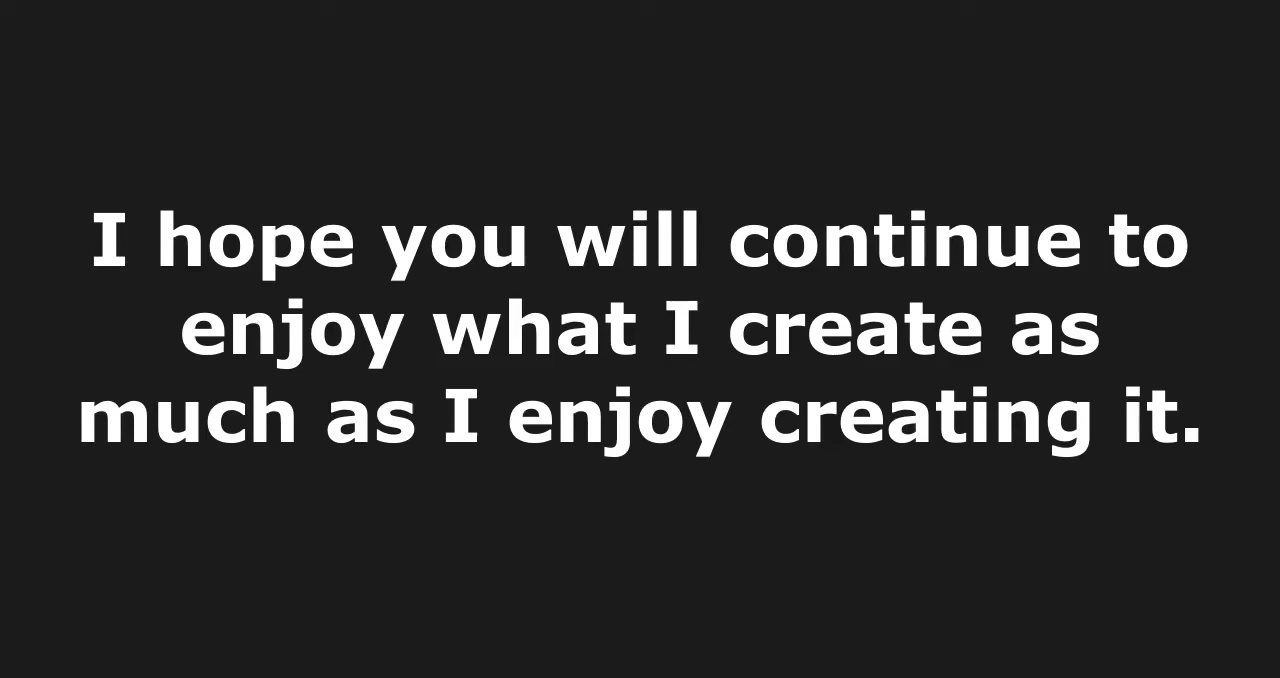 I hope you will continue to
enjoy what I create as
much as I enjoy creating it.